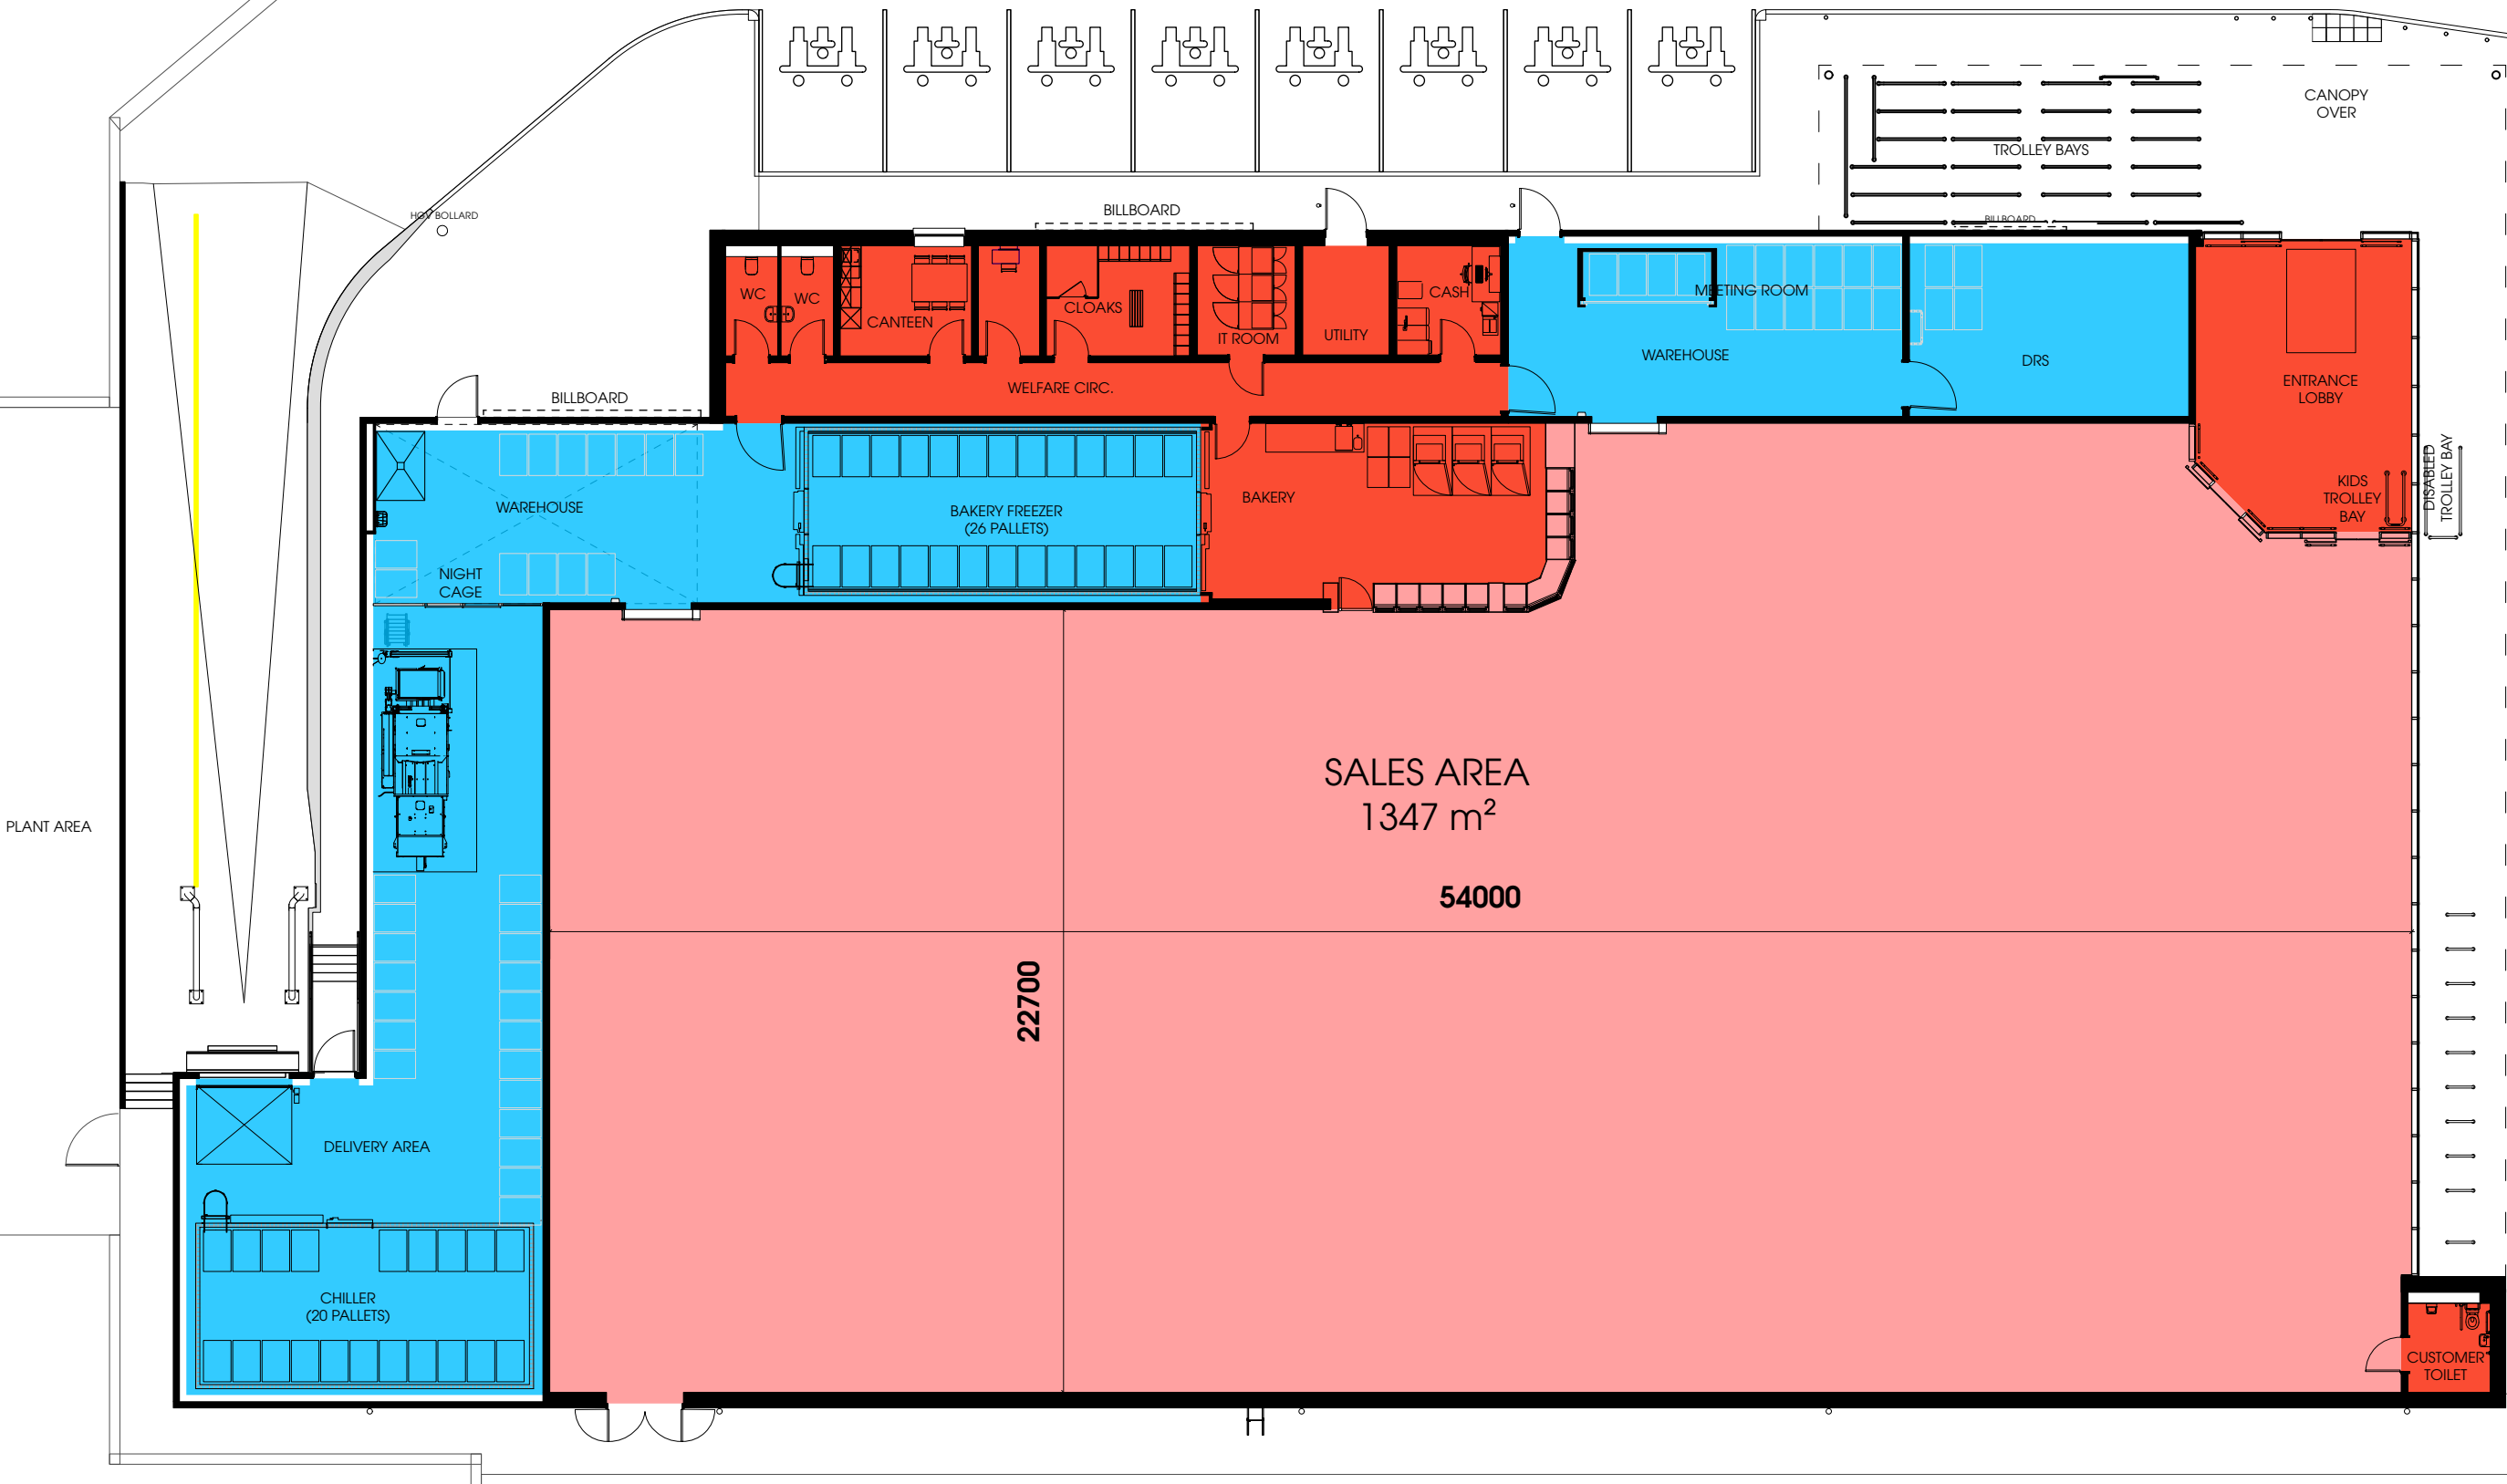 CANOPY
OVER
TROLLEY BAYS
HGV BOLLARD
BILLBOARD
BILLBOARD
WC
WC
CANTEEN
CLOAKS
IT ROOM
UTILITY
CASH
MEETING ROOM
WAREHOUSE
DRS
ENTRANCE
LOBBY
WELFARE CIRC.
BILLBOARD
WAREHOUSE
BAKERY FREEZER
(26 PALLETS)
BAKERY
KIDS
TROLLEY
BAY
DISABLED
TROLLEY BAY
NIGHT
CAGE
SALES AREA
1347 m²
PLANT AREA
54000
22700
DELIVERY AREA
CHILLER
(20 PALLETS)
CUSTOMER
TOILET